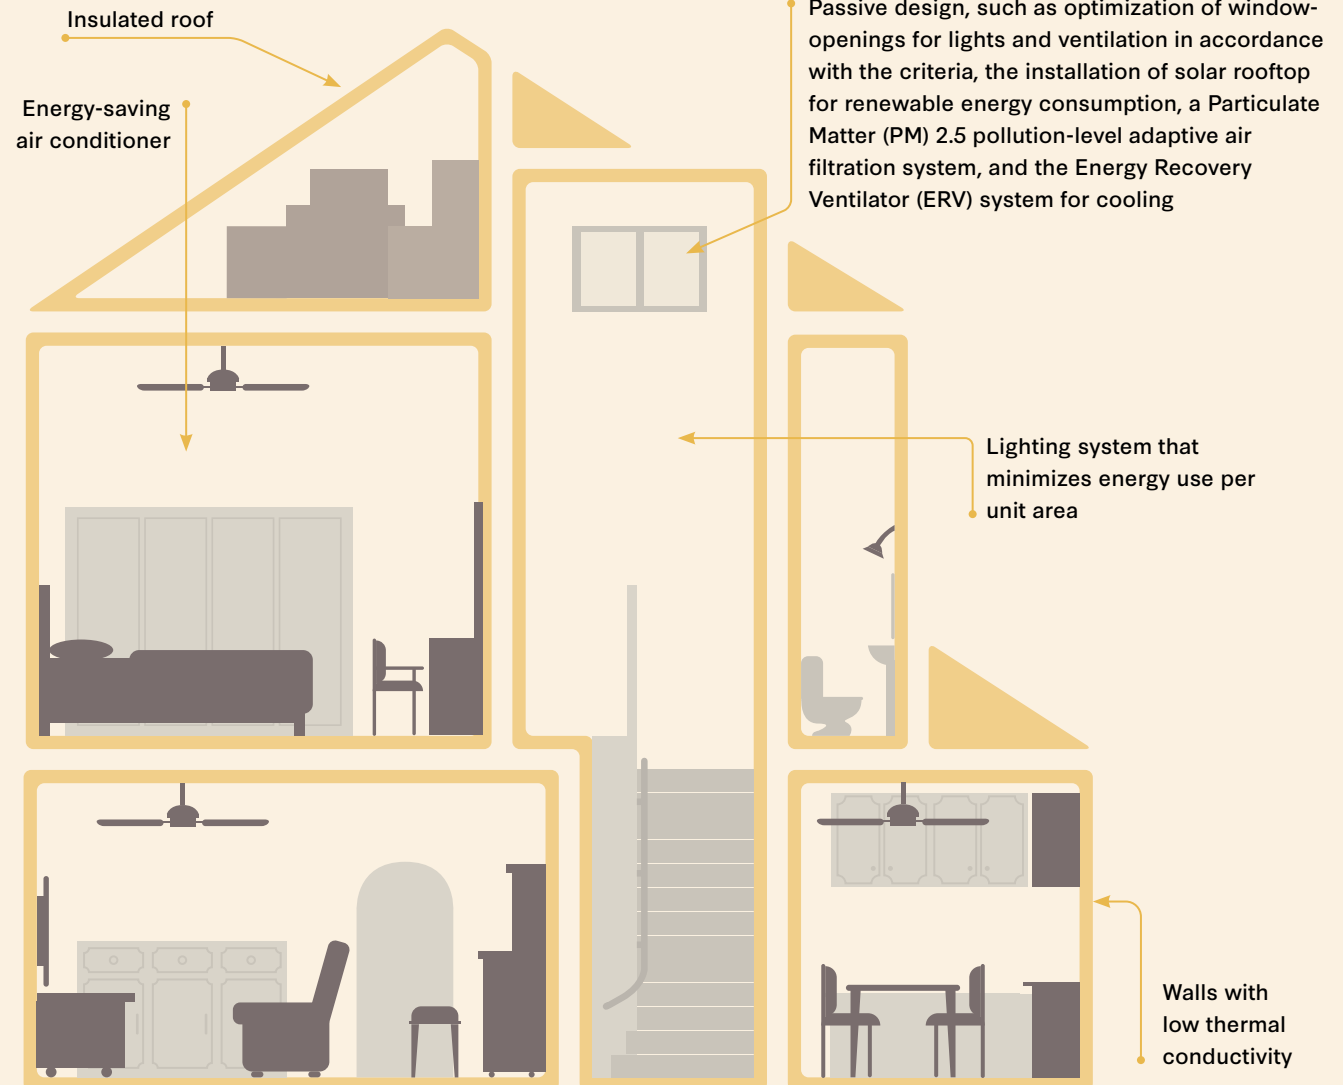 Insulated roof
Energy-saving
air conditioner
Passive design, such as optimization of window-
openings for lights and ventilation in accordance
with the criteria, the installation of solar rooftop
for renewable energy consumption, a Particulate
Matter (PM) 2.5 pollution-level adaptive air
filtration system, and the Energy Recovery
Ventilator (ERV) system for cooling
Lighting system that
minimizes energy use per
unit area
Walls with
low thermal
conductivity